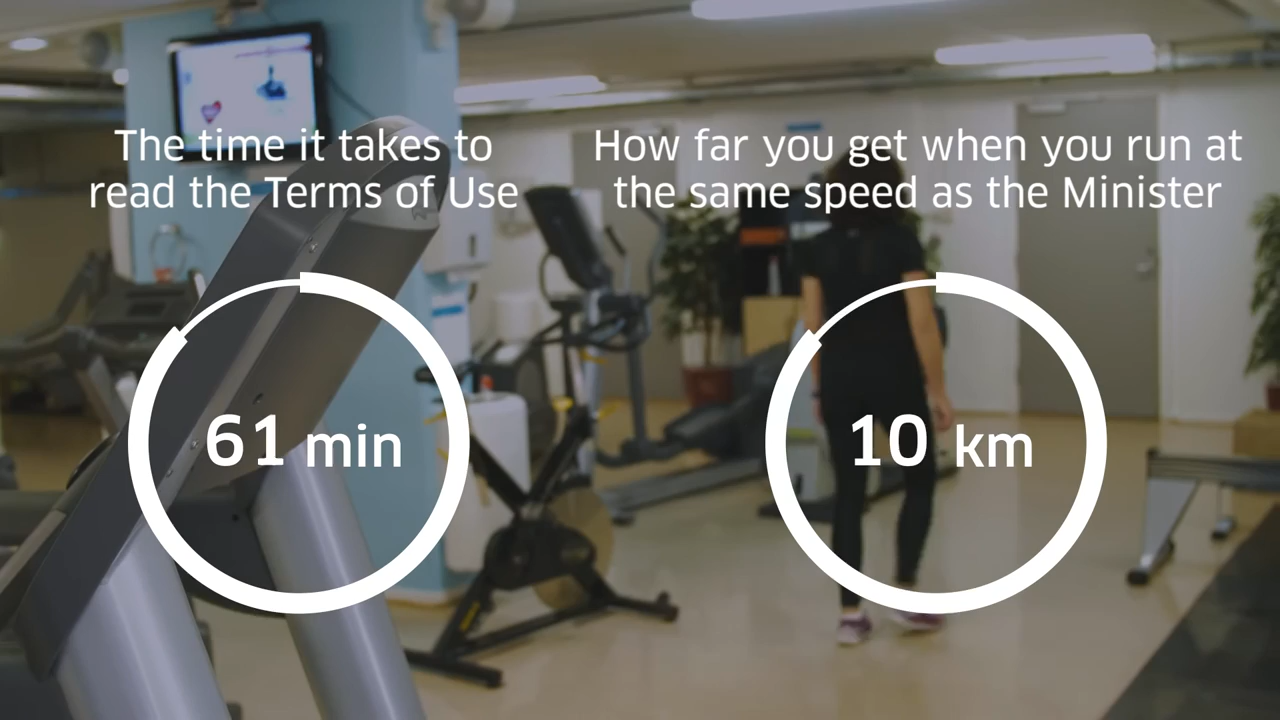 The time it takes to
read the Terms of Use
How far you get when you run at
the same speed as the Minister
61 min
10 km